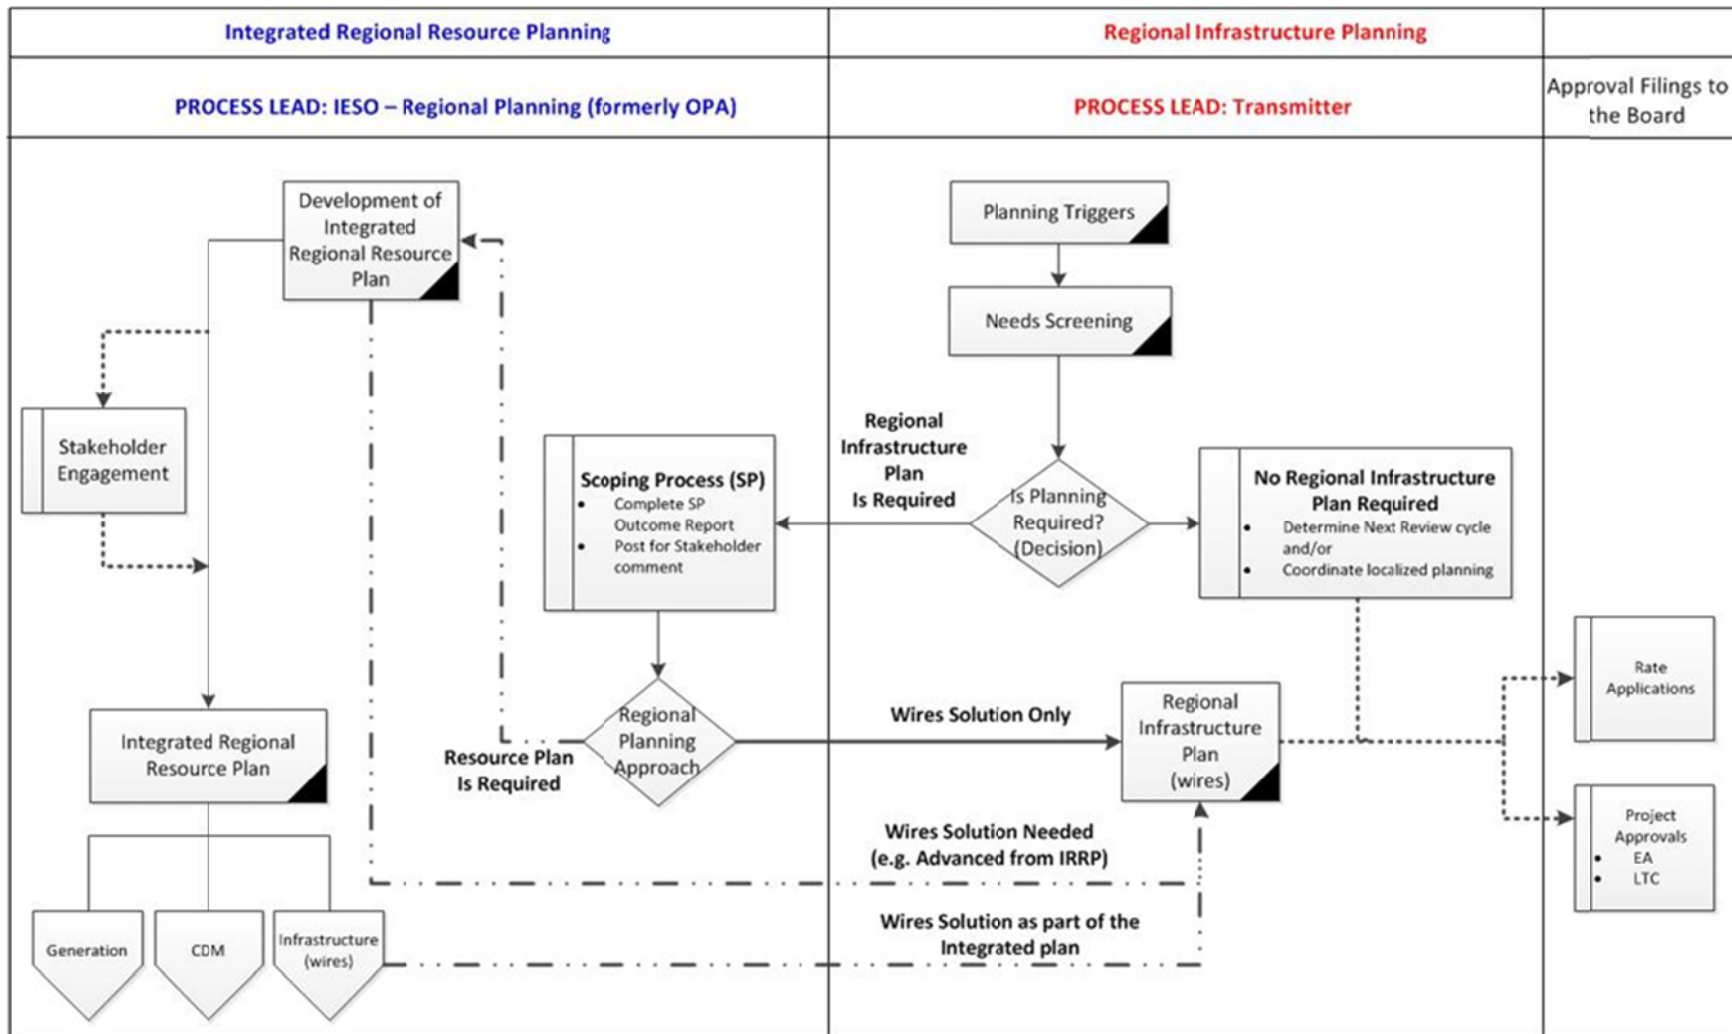 Integrated Regional Resource Planning
Regional Infrastructure Planning
PROCESS LEAD: IESO – Regional Planning (formerly OPA)
PROCESS LEAD: Transmitter
Approval Filings to
the Board
Development of
Integrated
Regional Resource
Plan
Planning Triggers
Needs Screening
Stakeholder
Engagement
Scoping Process (SP)
• Complete SP
Outcome Report
• Post for Stakeholder
comment
Regional
Infrastructure
Plan
Is Required
Is Planning
Required?
(Decision)
No Regional Infrastructure
Plan Required
• Determine Next Review cycle
and/or
• Coordinate localized planning
Integrated Regional
Resource Plan
Resource Plan
Is Required
Regional
Planning
Approach
Wires Solution Only
Regional
Infrastructure
Plan
(wires)
Rate
Applications
Project
Approvals
• EA
• LTC
Wires Solution Needed
(e.g. Advanced from IRRP)
Wires Solution as part of the
Integrated plan
Generation
CDM
Infrastructure
(wires)